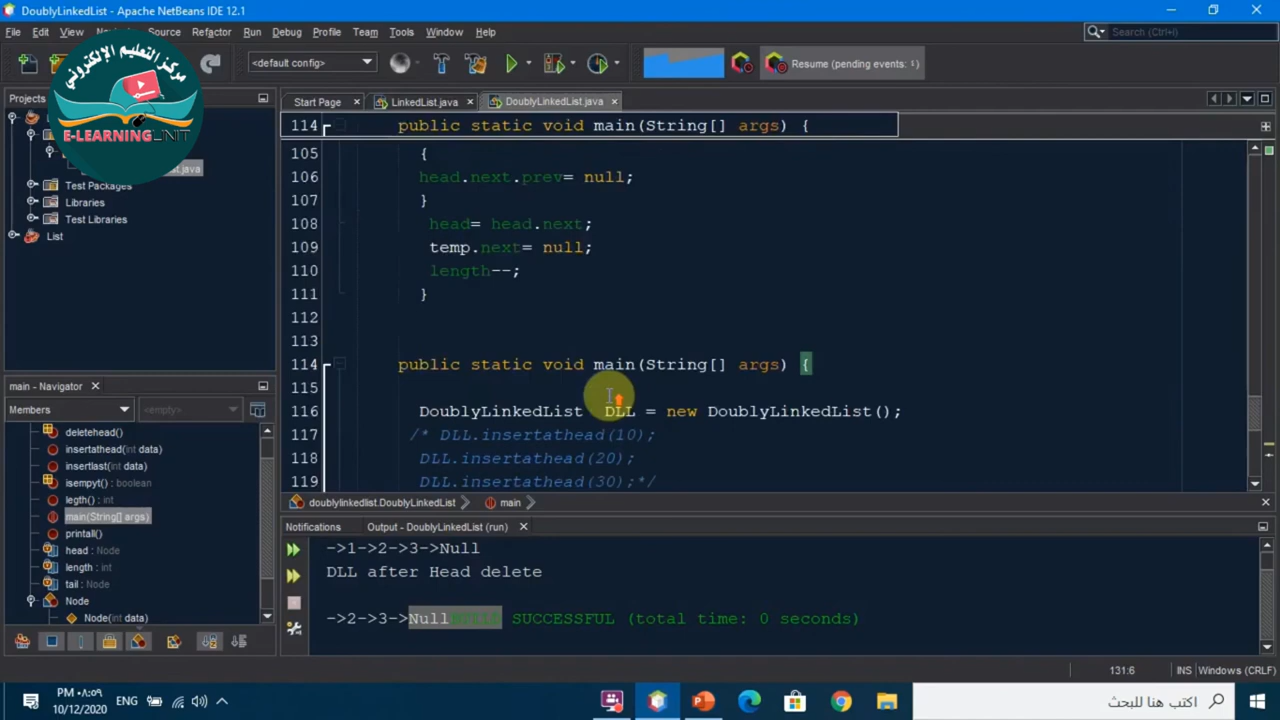 DoublyLinkedList - Apache NetBeans IDE 12.1
File Edit View Source Refactor Run Debug Profile Team Tools Window Help
Search (Ctrl+I)
<default config>
Resume (pending events: 1)
مركز التعليم الإلكتروني
E-LEARNING UNIT
Projects
Start Page
LinkedList.java
DoublyLinkedList.java
114 public static void main(String[] args) {
105 {
106 head.next.prev= null;
107 }
108 head= head.next;
109 temp.next= null;
110 length--;
111 }
112
113
114 public static void main(String[] args) {
115
116 DoublyLinkedList DLL = new DoublyLinkedList();
117 /* DLL.insertathead(10);
118 DLL.insertathead(20);
119 DLL.insertathead(30);*/
Test Packages
Libraries
Test Libraries
List
main - Navigator
Members
<empty>
deletehead()
insertathead(int data)
insertlast(int data)
isempyt() : boolean
legth() : int
main(String[] args)
printall()
head : Node
length : int
tail : Node
Node
Node(int data)
doublylinkedlist.DoublyLinkedList
main
Notifications
Output - DoublyLinkedList (run)
->1->2->3->Null
DLL after Head delete
->2->3->Null SUCCESSFUL (total time: 0 seconds)
131:6
INS
Windows (CRLF)
PM ٠٨:٥٩
10/12/2020
ENG
اكتب هنا للبحث